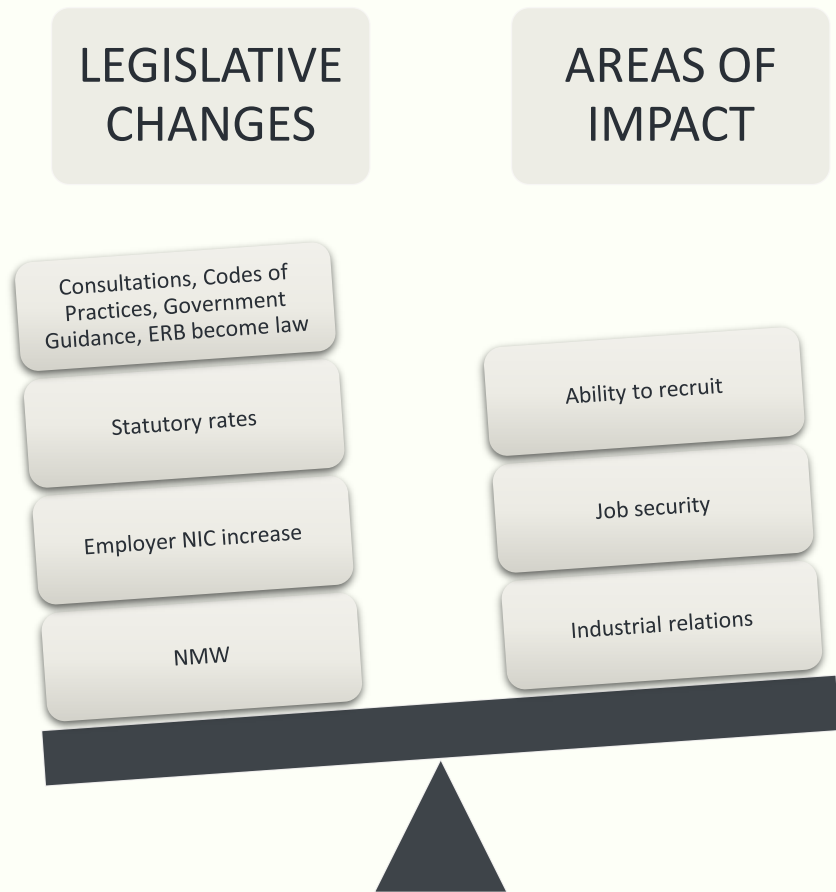 LEGISLATIVE
CHANGES
AREAS OF
IMPACT
Consultations, Codes of
Practices, Government
Guidance, ERB become law
Statutory rates
Employer NIC increase
NMW
Ability to recruit
Job security
Industrial relations